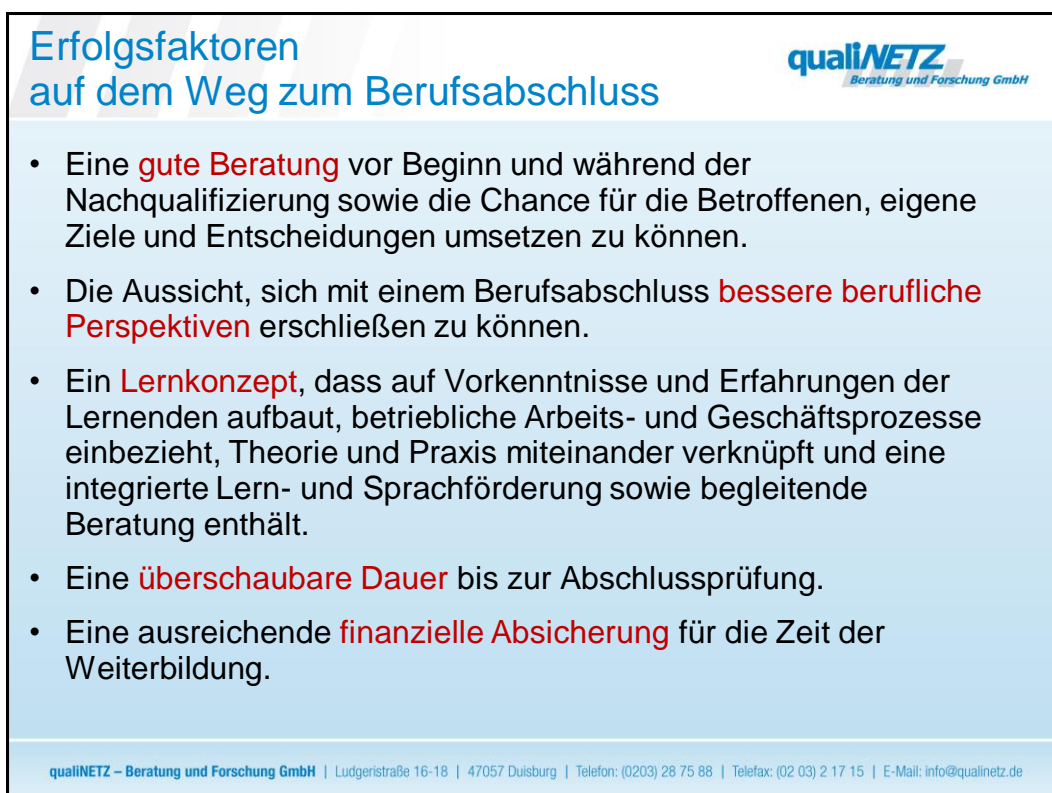 Erfolgsfaktoren
auf dem Weg zum Berufsabschluss
qualiNETZ
Beratung und Forschung GmbH
• Eine gute Beratung vor Beginn und während der
Nachqualifizierung sowie die Chance für die Betroffenen, eigene
Ziele und Entscheidungen umsetzen zu können.
• Die Aussicht, sich mit einem Berufsabschluss bessere berufliche
Perspektiven erschließen zu können.
• Ein Lernkonzept, dass auf Vorkenntnisse und Erfahrungen der
Lernenden aufbaut, betriebliche Arbeits- und Geschäftsprozesse
einbezieht, Theorie und Praxis miteinander verknüpft und eine
integrierte Lern- und Sprachförderung sowie begleitende
Beratung enthält.
• Eine überschaubare Dauer bis zur Abschlussprüfung.
• Eine ausreichende finanzielle Absicherung für die Zeit der
Weiterbildung.
qualiNETZ – Beratung und Forschung GmbH | Ludgeristraße 16-18 | 47057 Duisburg | Telefon: (0203) 28 75 88 | Telefax: (02 03) 2 17 15 | E-Mail: info@qualinetz.de